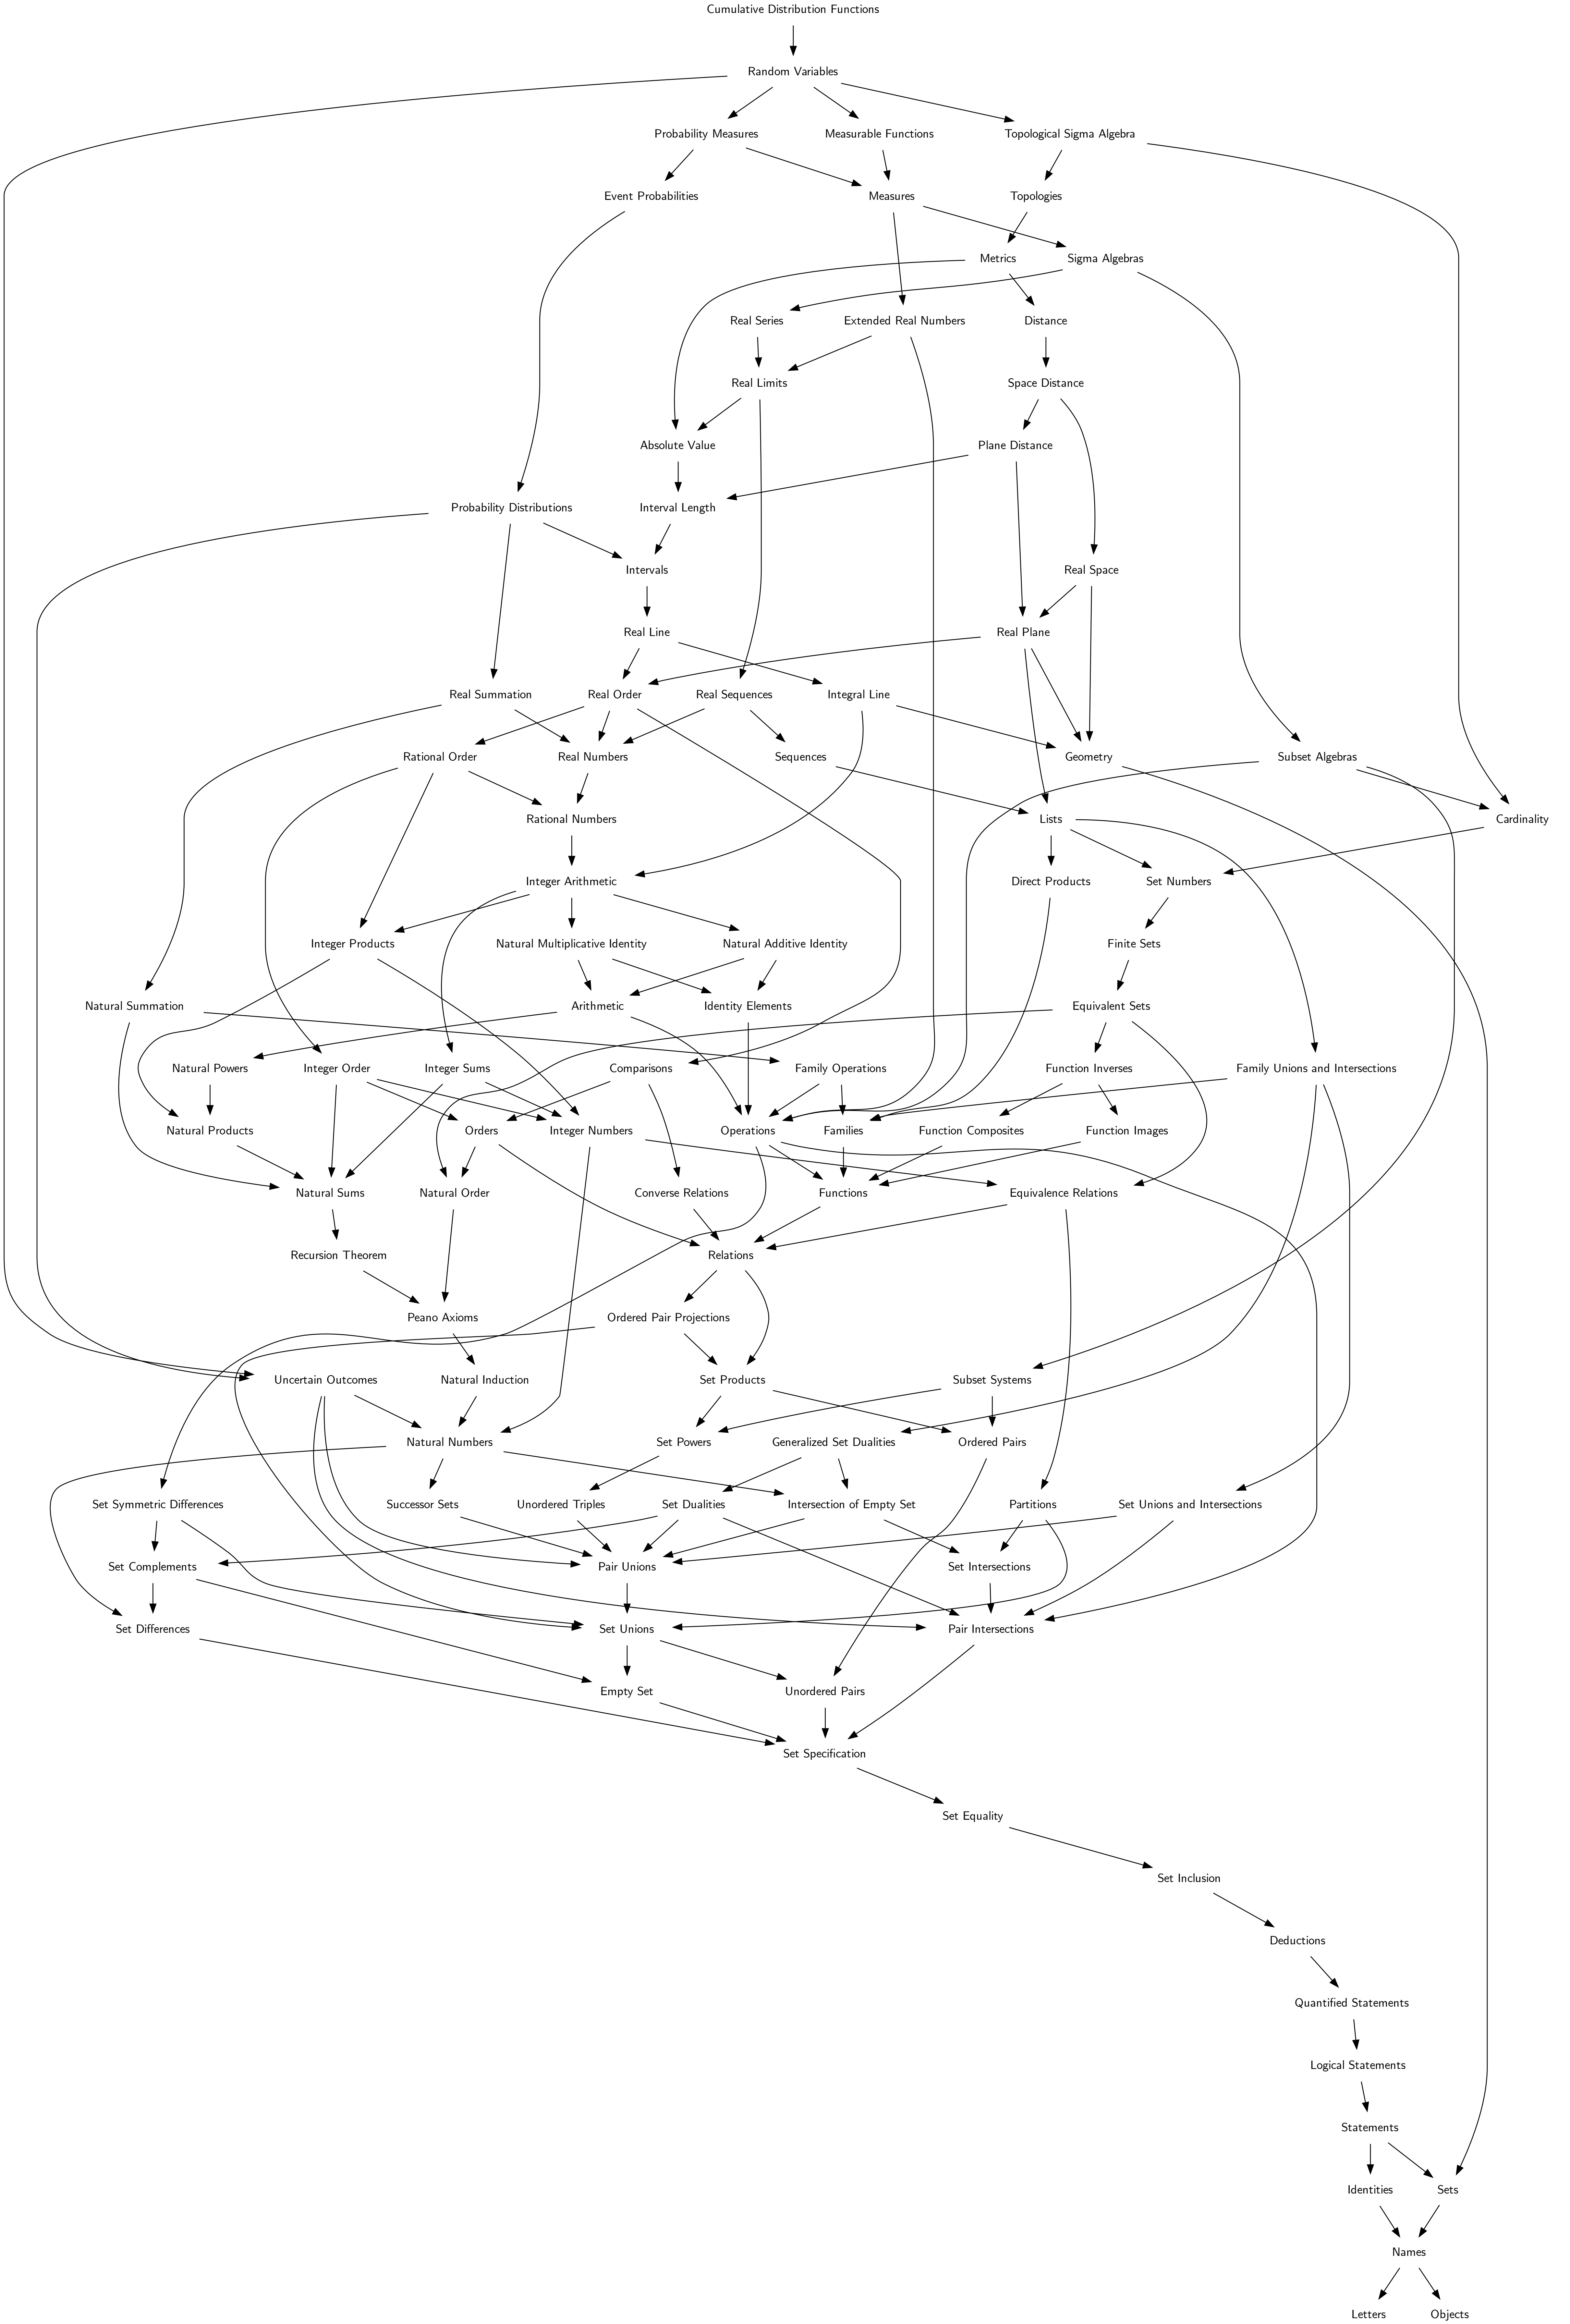 Cumulative Distribution Functions
Random Variables
Probability Measures
Measurable Functions
Topological Sigma Algebra
Event Probabilities
Measures
Topologies
Metrics
Sigma Algebras
Real Series
Extended Real Numbers
Distance
Real Limits
Space Distance
Absolute Value
Plane Distance
Probability Distributions
Interval Length
Intervals
Real Space
Real Line
Real Plane
Real Summation
Real Order
Real Sequences
Integral Line
Rational Order
Real Numbers
Sequences
Geometry
Subset Algebras
Rational Numbers
Lists
Cardinality
Integer Arithmetic
Direct Products
Set Numbers
Integer Products
Natural Multiplicative Identity
Natural Additive Identity
Finite Sets
Natural Summation
Arithmetic
Identity Elements
Equivalent Sets
Natural Powers
Integer Order
Integer Sums
Comparisons
Family Operations
Function Inverses
Family Unions and Intersections
Natural Products
Orders
Integer Numbers
Operations
Families
Function Composites
Function Images
Natural Sums
Natural Order
Converse Relations
Functions
Equivalence Relations
Recursion Theorem
Relations
Peano Axioms
Ordered Pair Projections
Uncertain Outcomes
Natural Induction
Set Products
Subset Systems
Natural Numbers
Set Powers
Generalized Set Dualities
Ordered Pairs
Set Symmetric Differences
Successor Sets
Unordered Triples
Set Dualities
Intersection of Empty Set
Partitions
Set Unions and Intersections
Set Complements
Pair Unions
Set Intersections
Set Differences
Set Unions
Pair Intersections
Empty Set
Unordered Pairs
Set Specification
Set Equality
Set Inclusion
Deductions
Quantified Statements
Logical Statements
Statements
Identities
Sets
Names
Letters
Objects